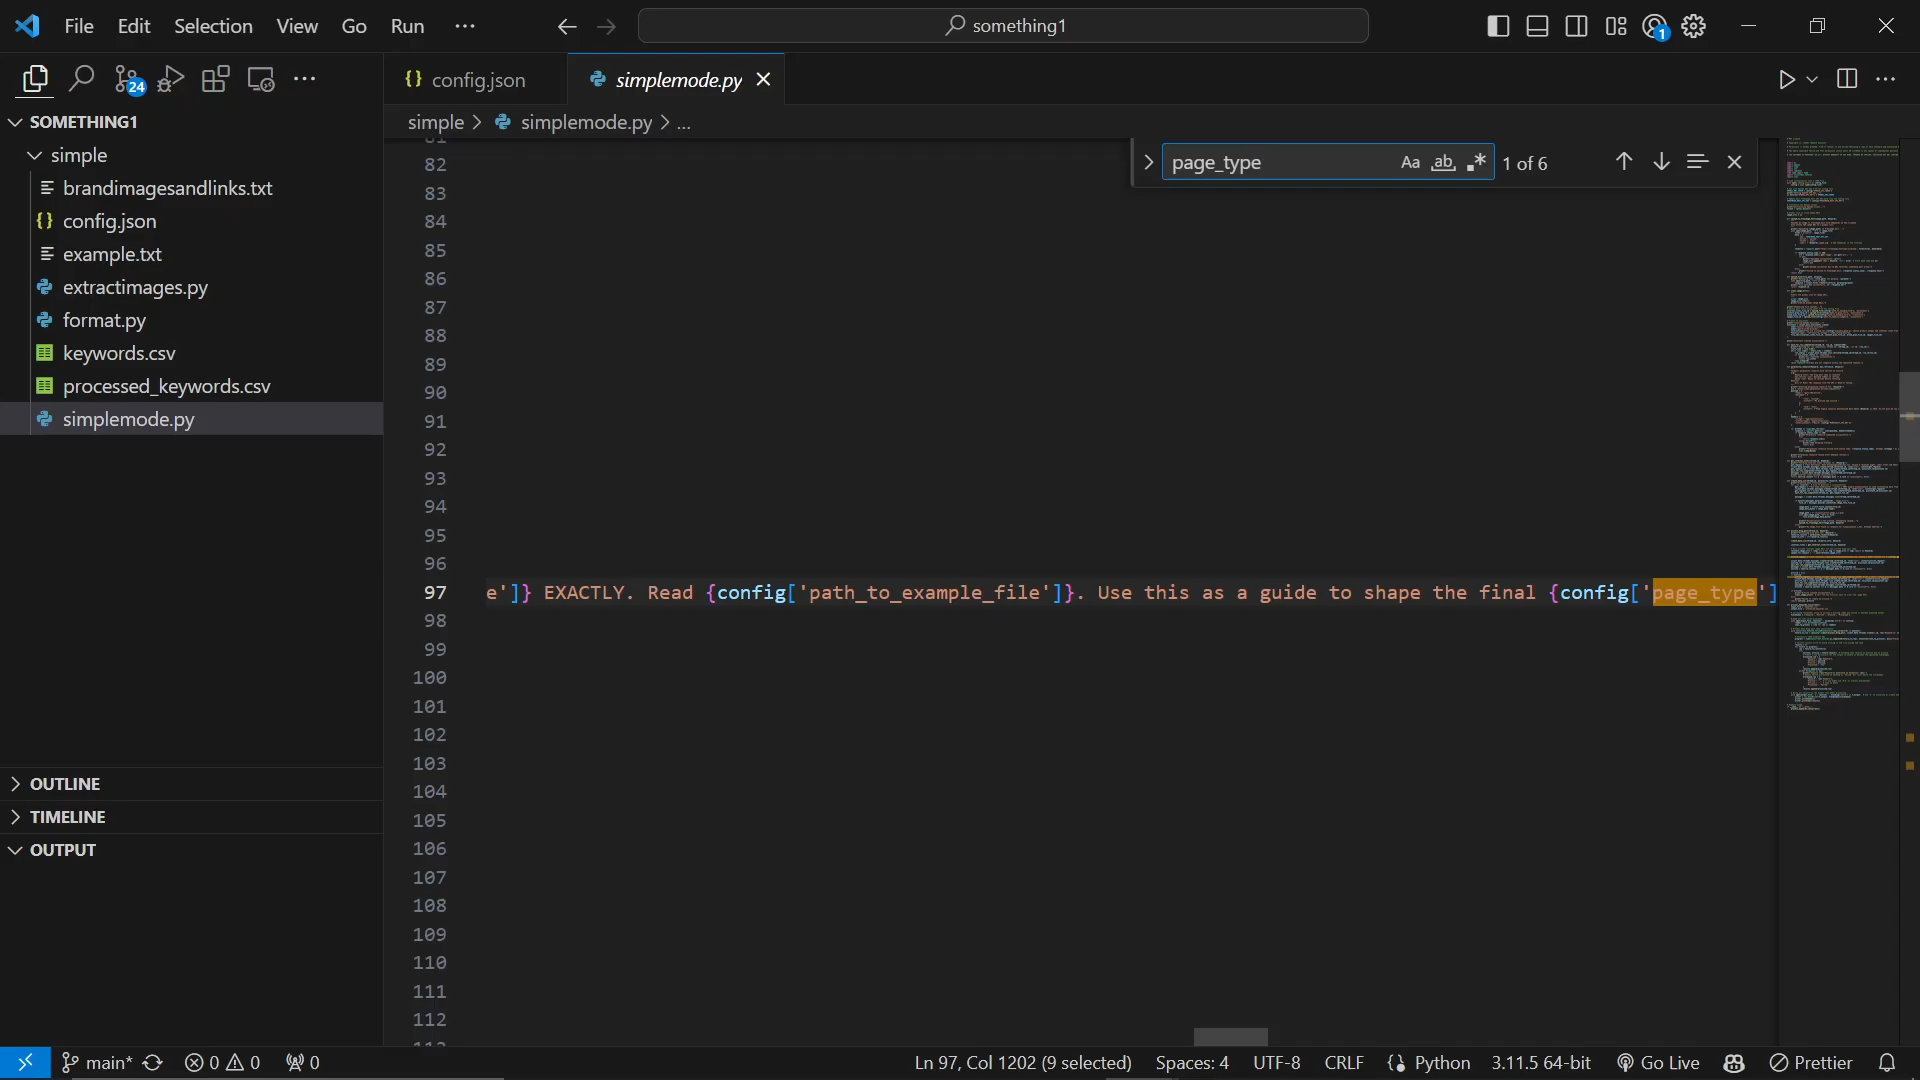 File Edit Selection View Go Run ···
something1
1
24
config.json
simplemode.py
SOMETHING1
simple
brandimagesandlinks.txt
config.json
example.txt
extractimages.py
format.py
keywords.csv
processed_keywords.csv
simplemode.py
OUTLINE
TIMELINE
OUTPUT
simple > simplemode.py > ...
page_type
Aa ab, .* 1 of 6
82
83
84
85
86
87
88
89
90
91
92
93
94
95
96
97 e']} EXACTLY. Read {config['path_to_example_file']}. Use this as a guide to shape the final {config['page_type']
98
99
100
101
102
103
104
105
106
107
108
109
110
111
112
main* 0 0 0
Ln 97, Col 1202 (9 selected) Spaces: 4 UTF-8 CRLF {} Python 3.11.5 64-bit Go Live Prettier